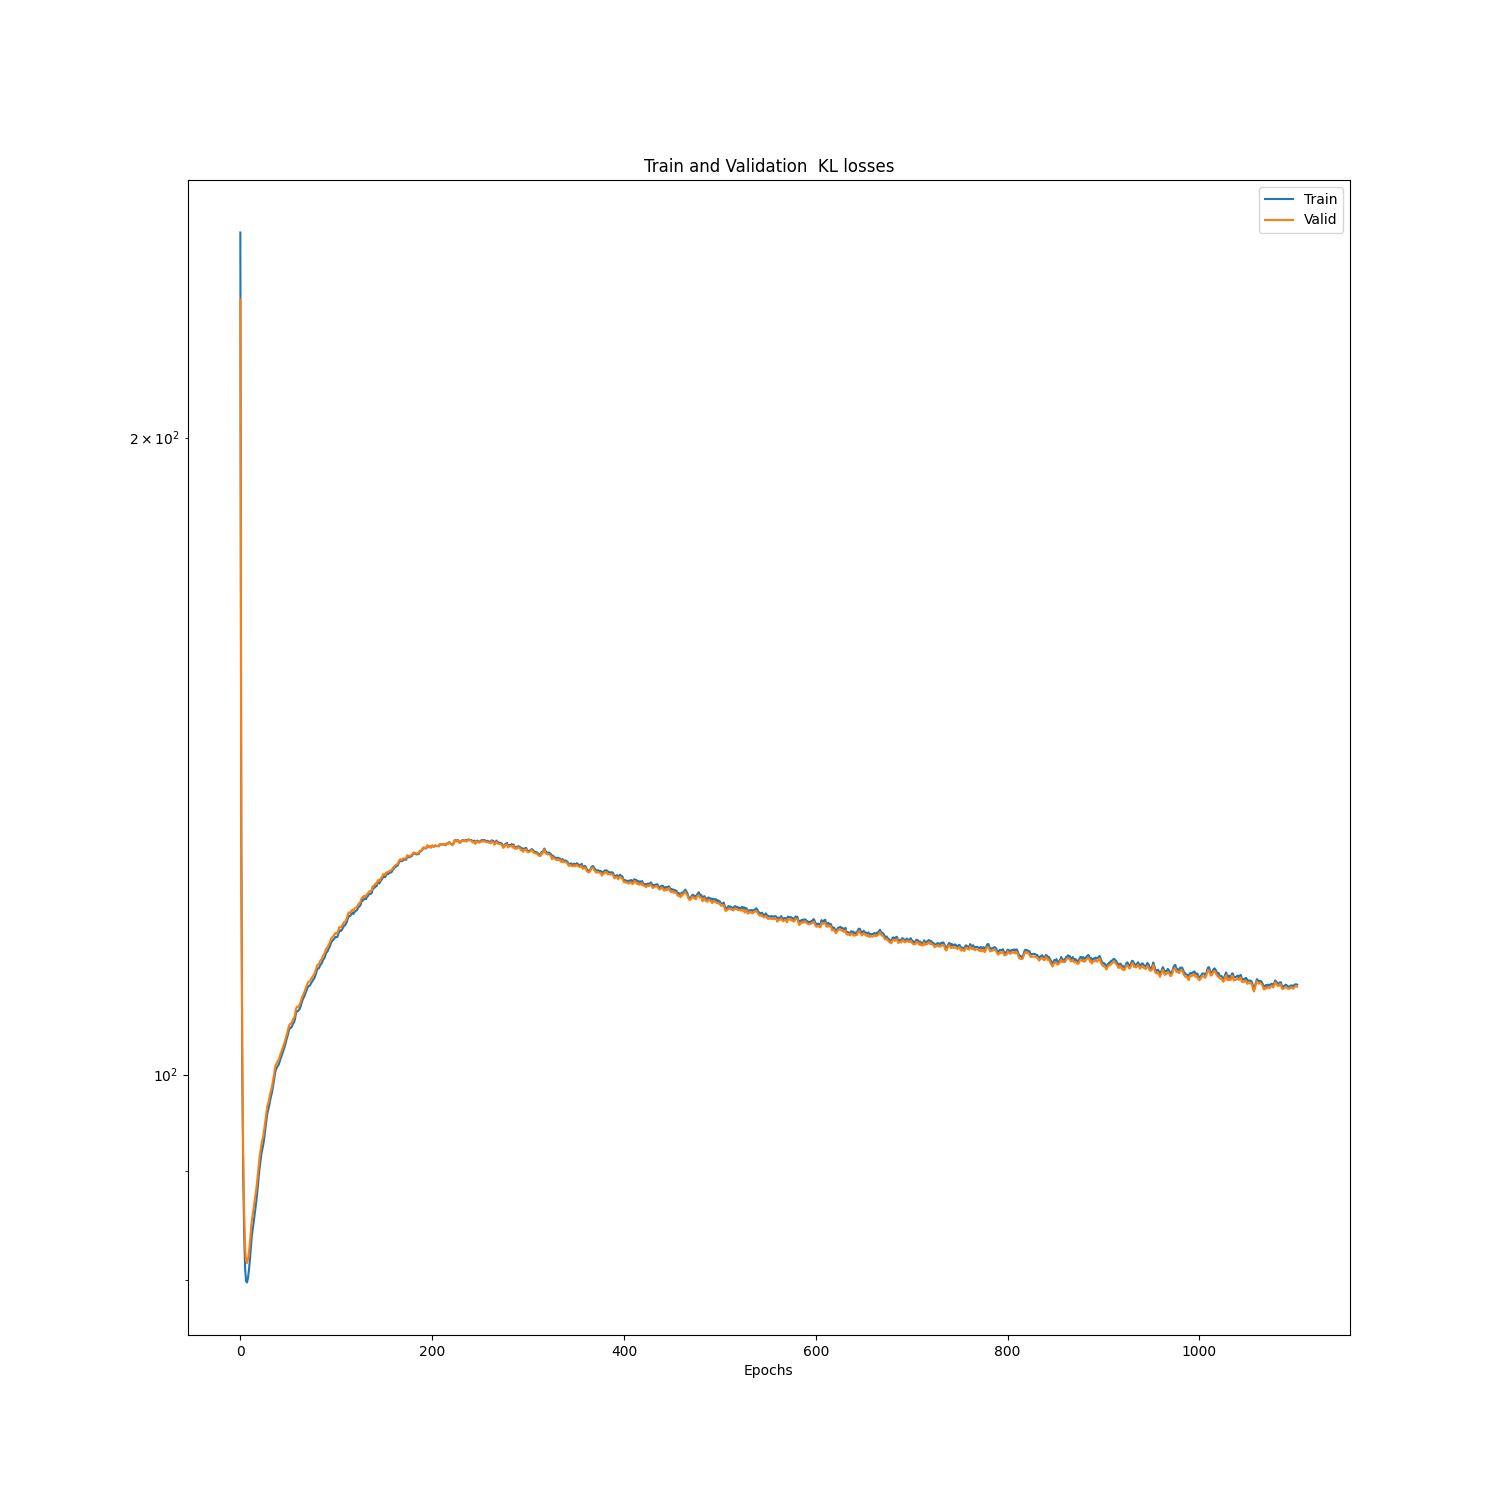 Train and Validation  KL losses
Train
Valid
2 × 10²
10²
0 200 400 600 800 1000
Epochs